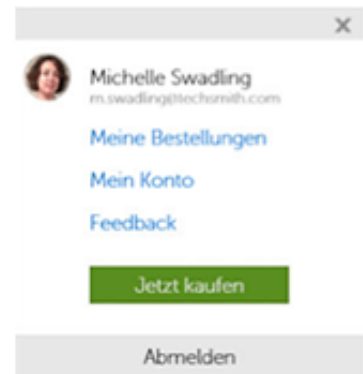 Michelle Swadling
m.swadling@techsmith.com
Meine Bestellungen
Mein Konto
Feedback
Jetzt kaufen
Abmelden